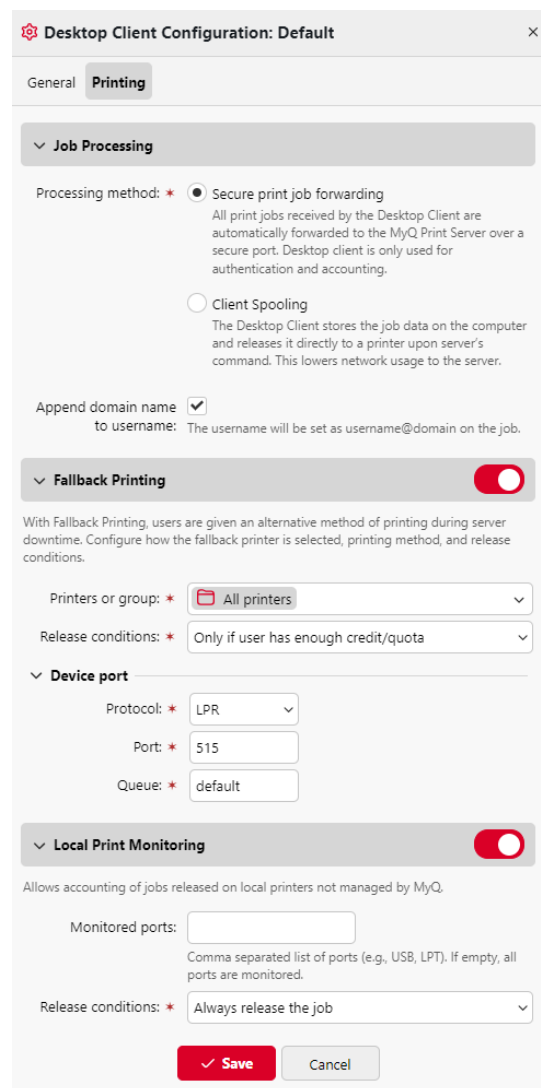 Desktop Client Configuration: Default
General Printing
Job Processing
Processing method: * Secure print job forwarding
All print jobs received by the Desktop Client are
automatically forwarded to the MyQ Print Server over a
secure port. Desktop client is only used for
authentication and accounting.
Client Spooling
The Desktop Client stores the job data on the computer
and releases it directly to a printer upon server's
command. This lowers network usage to the server.
Append domain name
to username: The username will be set as username@domain on the job.
Fallback Printing
With Fallback Printing, users are given an alternative method of printing during server
downtime. Configure how the fallback printer is selected, printing method, and release
conditions.
Printers or group: * All printers
Release conditions: * Only if user has enough credit/quota
Device port
Protocol: * LPR
Port: * 515
Queue: * default
Local Print Monitoring
Allows accounting of jobs released on local printers not managed by MyQ.
Monitored ports:
Comma separated list of ports (e.g., USB, LPT). If empty, all
ports are monitored.
Release conditions: * Always release the job
Save Cancel